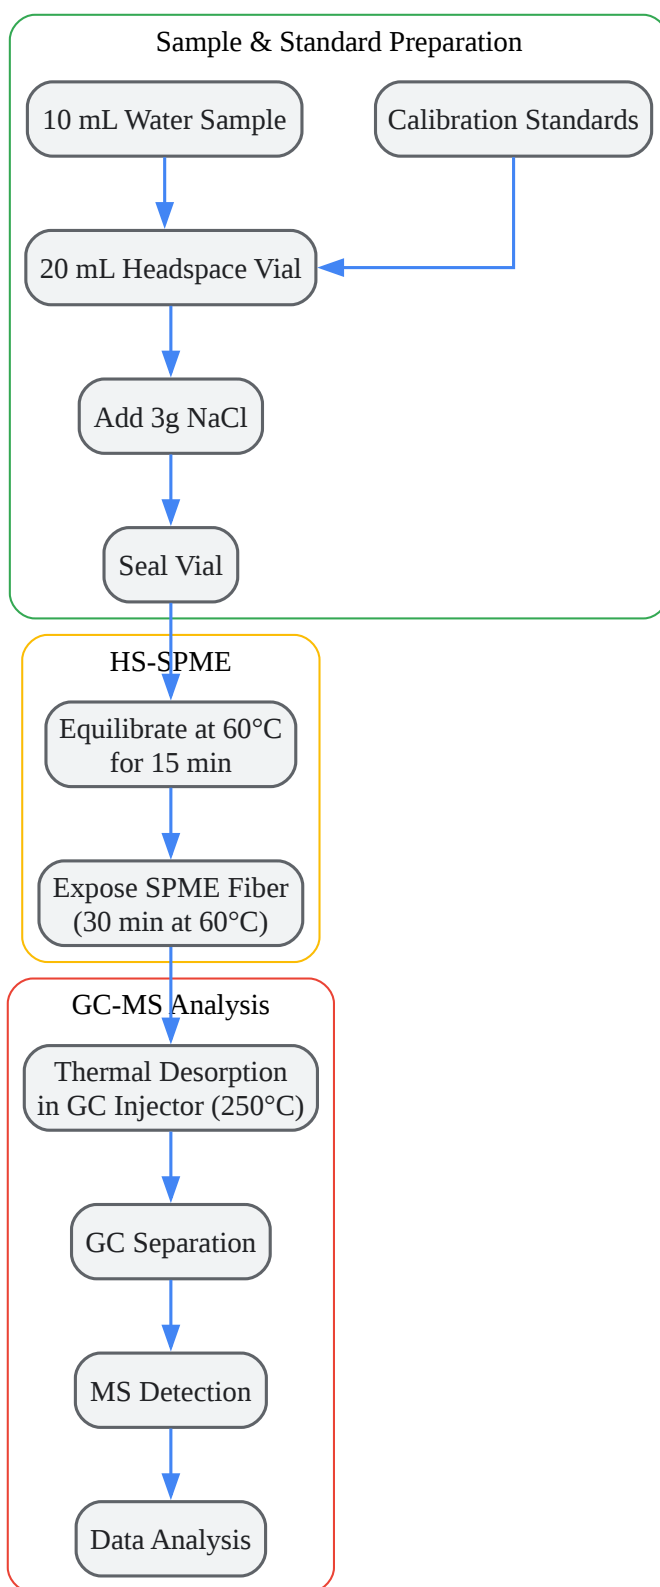 Sample & Standard Preparation
10 mL Water Sample
Calibration Standards
20 mL Headspace Vial
Add 3g NaCl
Seal Vial
HS-SPME
Equilibrate at 60°C
for 15 min
Expose SPME Fiber
(30 min at 60°C)
GC-MS Analysis
Thermal Desorption
in GC Injector (250°C)
GC Separation
MS Detection
Data Analysis